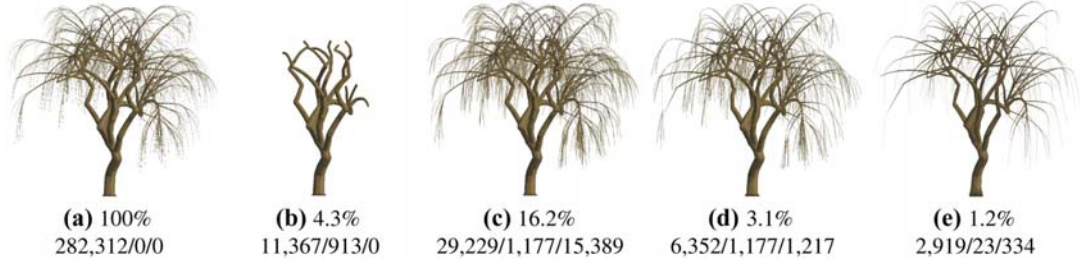 (a) 100%
282,312/0/0
(b) 4.3%
11,367/913/0
(c) 16.2%
29,229/1,177/15,389
(d) 3.1%
6,352/1,177/1,217
(e) 1.2%
2,919/23/334